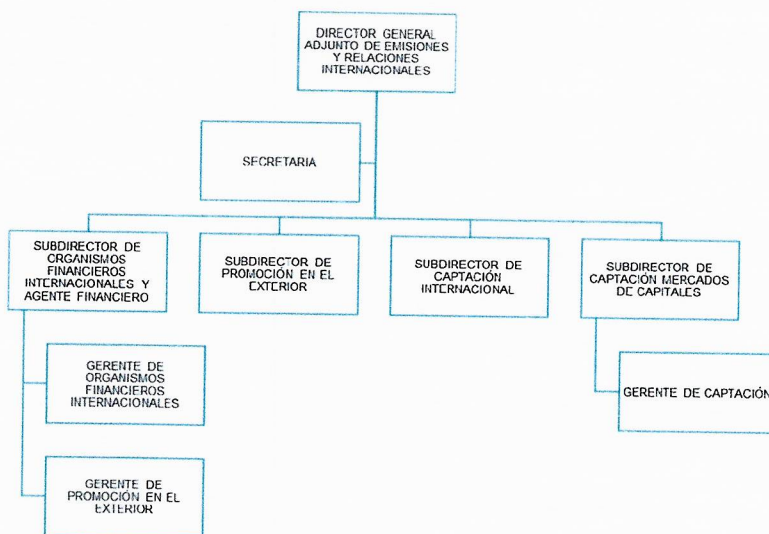 DIRECTOR GENERAL
ADJUNTO DE EMISIONES
Y RELACIONES
INTERNACIONALES
SECRETARIA
SUBDIRECTOR DE
ORGANISMOS
FINANCIEROS
INTERNACIONALES Y
AGENTE FINANCIERO
SUBDIRECTOR DE
PROMOCIÓN EN EL
EXTERIOR
SUBDIRECTOR DE
CAPTACIÓN
INTERNACIONAL
SUBDIRECTOR DE
CAPTACIÓN MERCADOS
DE CAPITALES
GERENTE DE
ORGANISMOS
FINANCIEROS
INTERNACIONALES
GERENTE DE CAPTACIÓN
GERENTE DE
PROMOCIÓN EN EL
EXTERIOR